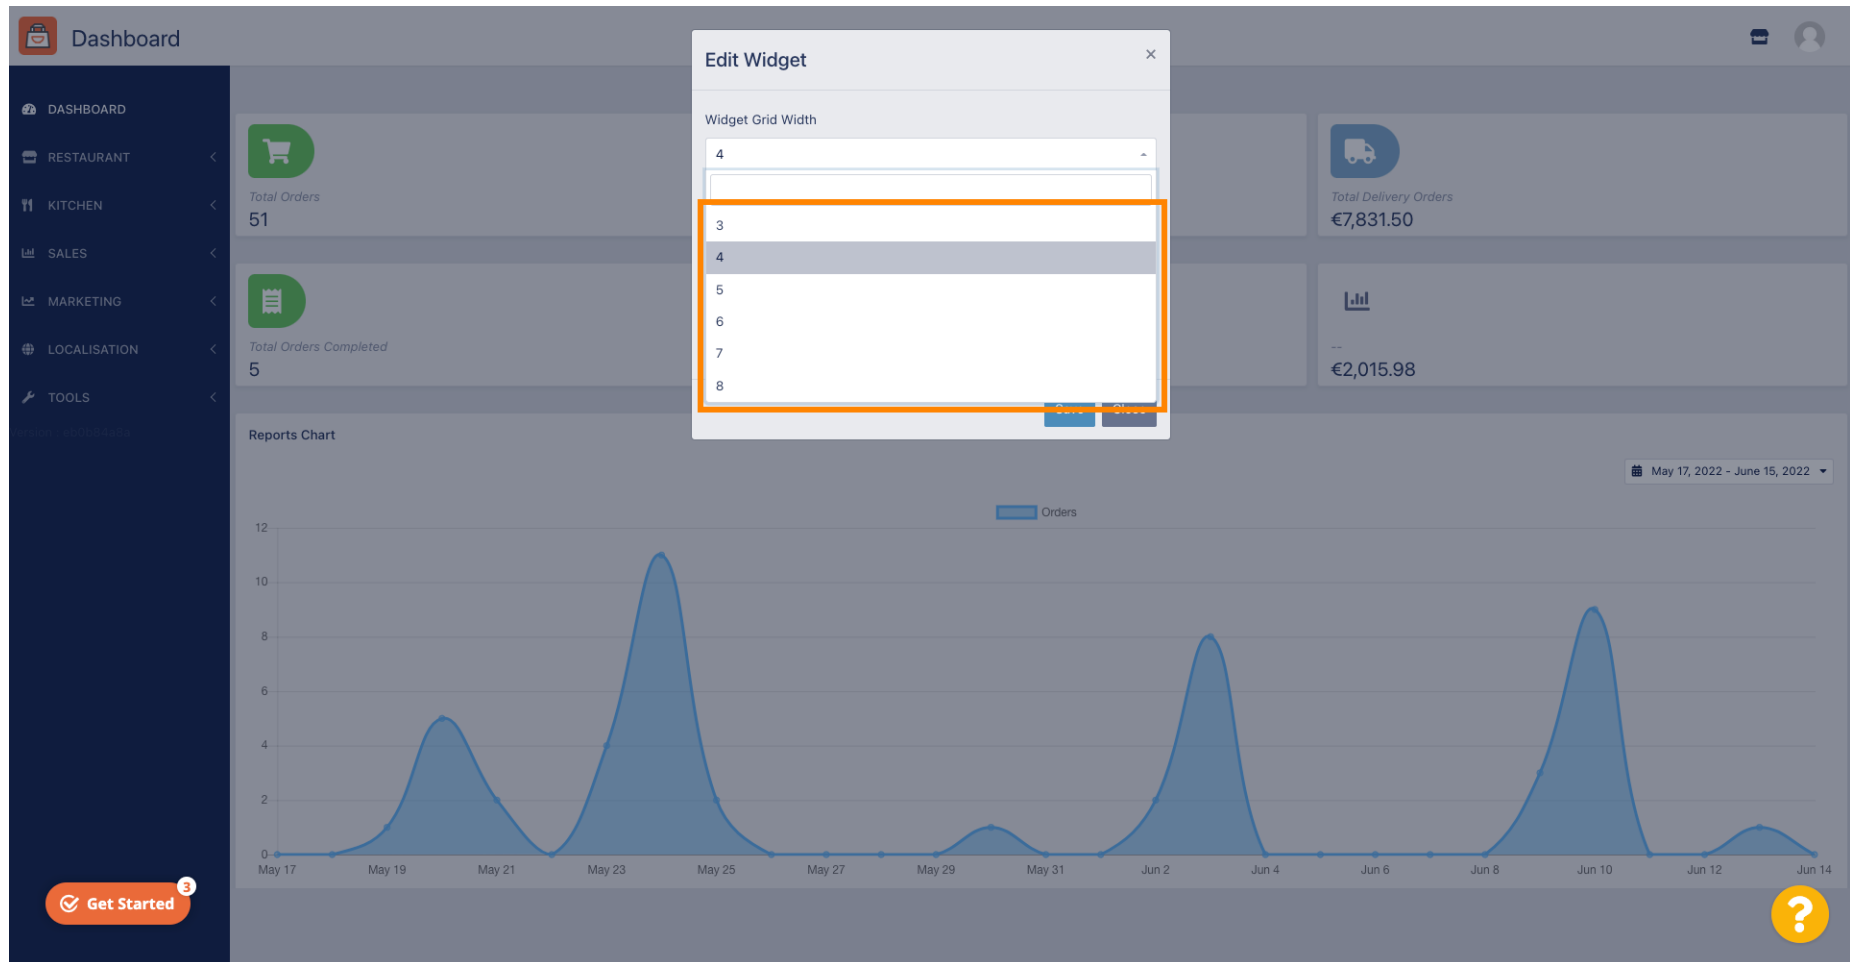 Dashboard
Edit Widget
×
DASHBOARD
RESTAURANT
KITCHEN
SALES
MARKETING
LOCALISATION
TOOLS
Widget Grid Width
4
3
4
5
6
7
8
Save Close
Total Orders
51
Total Delivery Orders
€7,831.50
Total Orders Completed
5
--
€2,015.98
Reports Chart
May 17, 2022 - June 15, 2022
Orders
12
10
8
6
4
2
0
May 17 May 19 May 21 May 23 May 25 May 27 May 29 May 31 Jun 2 Jun 4 Jun 6 Jun 8 Jun 10 Jun 12 Jun 14
3
Get Started
?